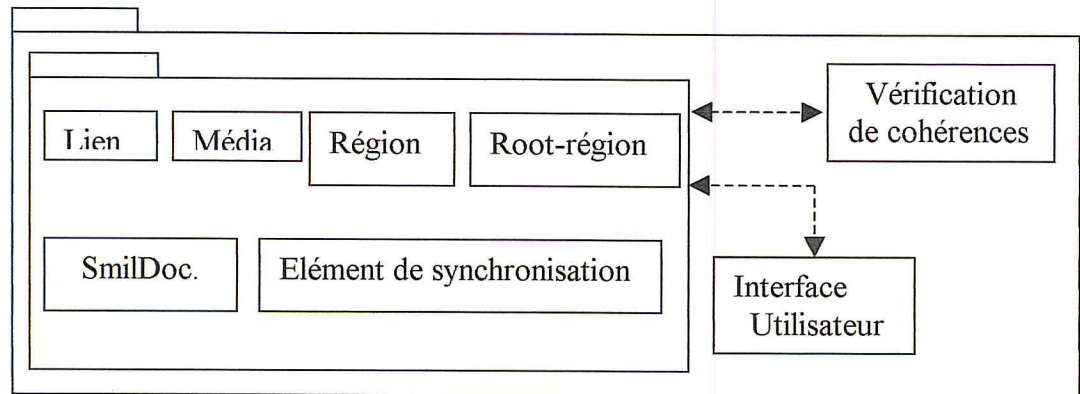 Lien
Média
Région
Root-région
Vérification
de cohérences
SmilDoc.
Elément de synchronisation
Interface
Utilisateur